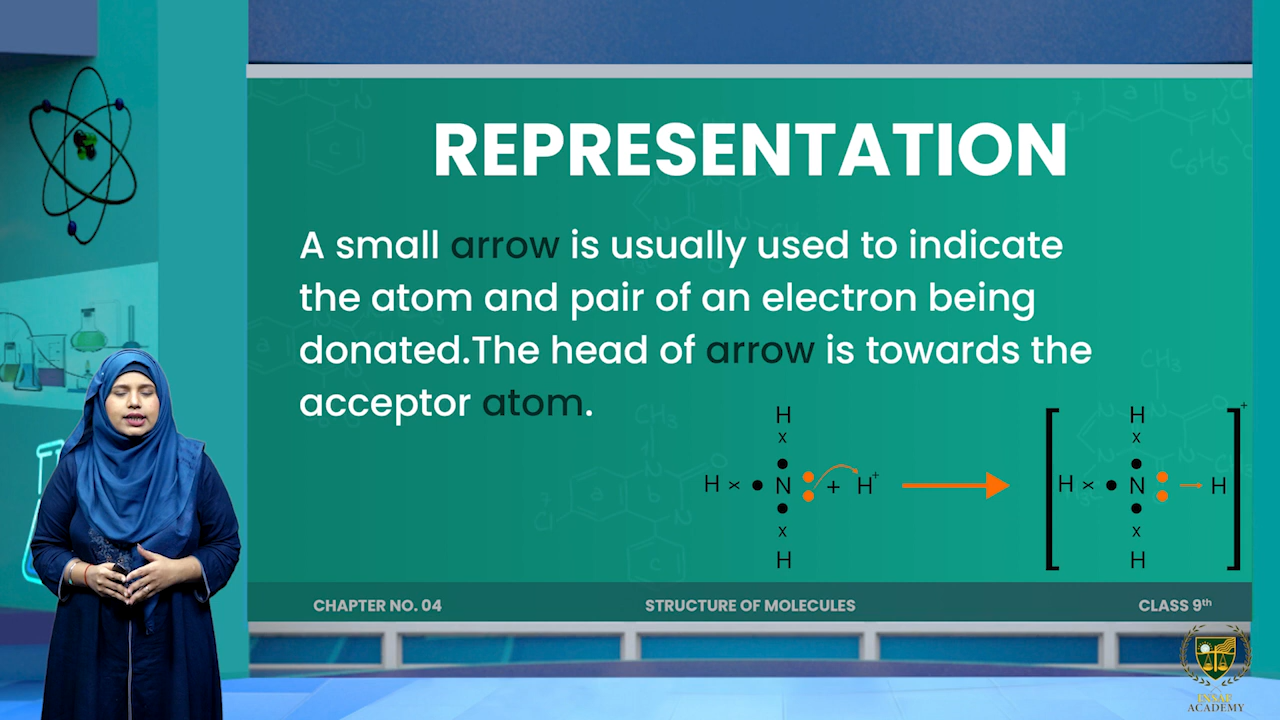 REPRESENTATION
A small arrow is usually used to indicate
the atom and pair of an electron being
donated.The head of arrow is towards the
acceptor atom.
H
x
H × N + H+
x
H
H
x
H × N H
x
H
+
CHAPTER NO. 04
STRUCTURE OF MOLECULES
CLASS 9th
ACADEMY